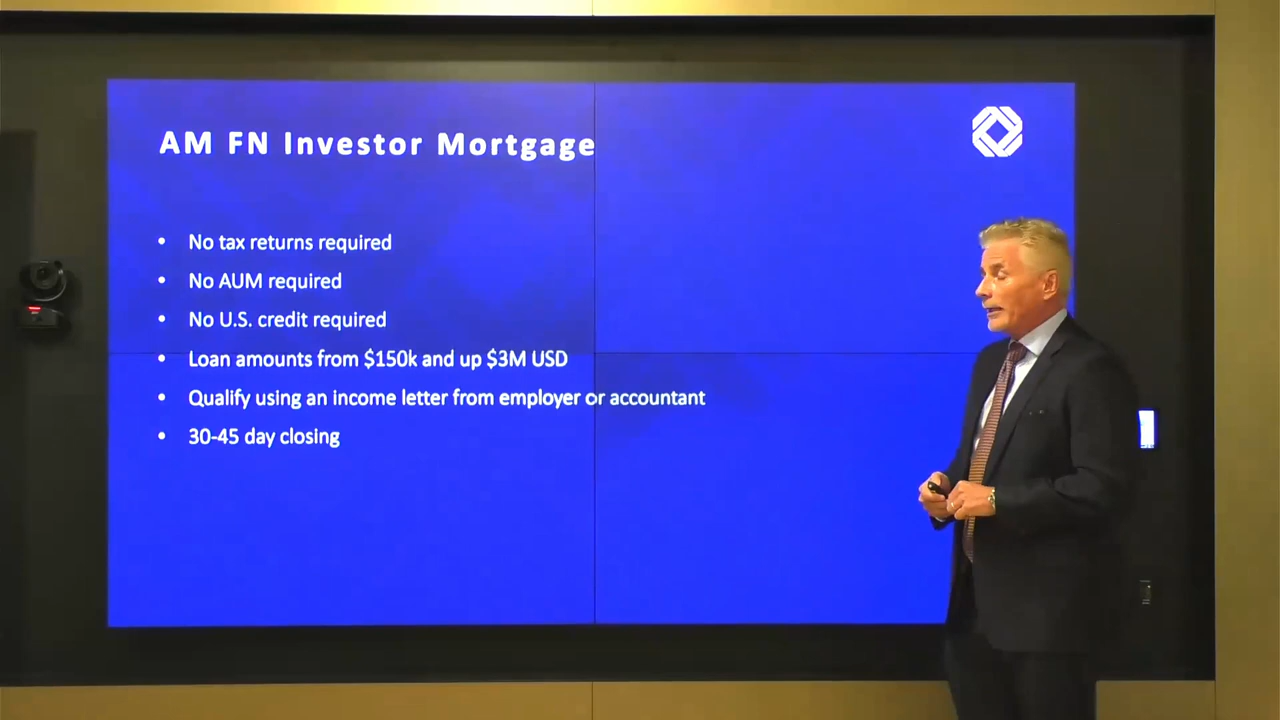 AM FN Investor Mortgage
• No tax returns required
• No AUM required
• No U.S. credit required
• Loan amounts from $150k and up $3M USD
• Qualify using an income letter from employer or accountant
• 30-45 day closing